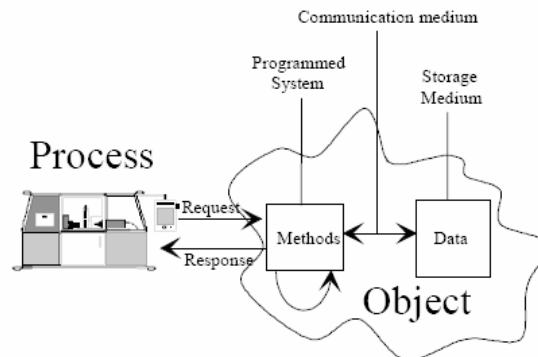 Communication medium
Programmed
System
Storage
Medium
Process
Request
Response
Methods
Data
Object